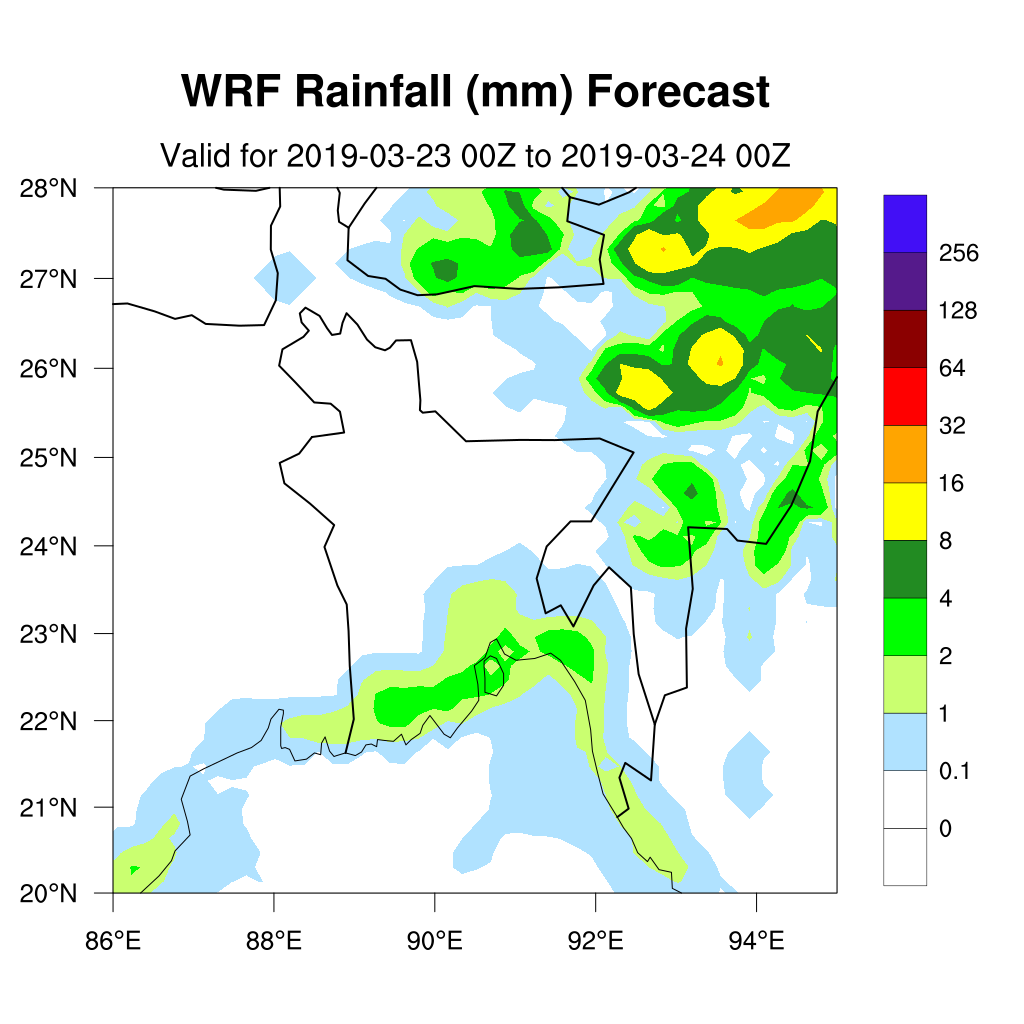 WRF Rainfall (mm) Forecast
Valid for 2019-03-23 00Z to 2019-03-24 00Z
28°N
27°N
26°N
25°N
24°N
23°N
22°N
21°N
20°N
86°E 88°E 90°E 92°E 94°E
256
128
64
32
16
8
4
2
1
0.1
0